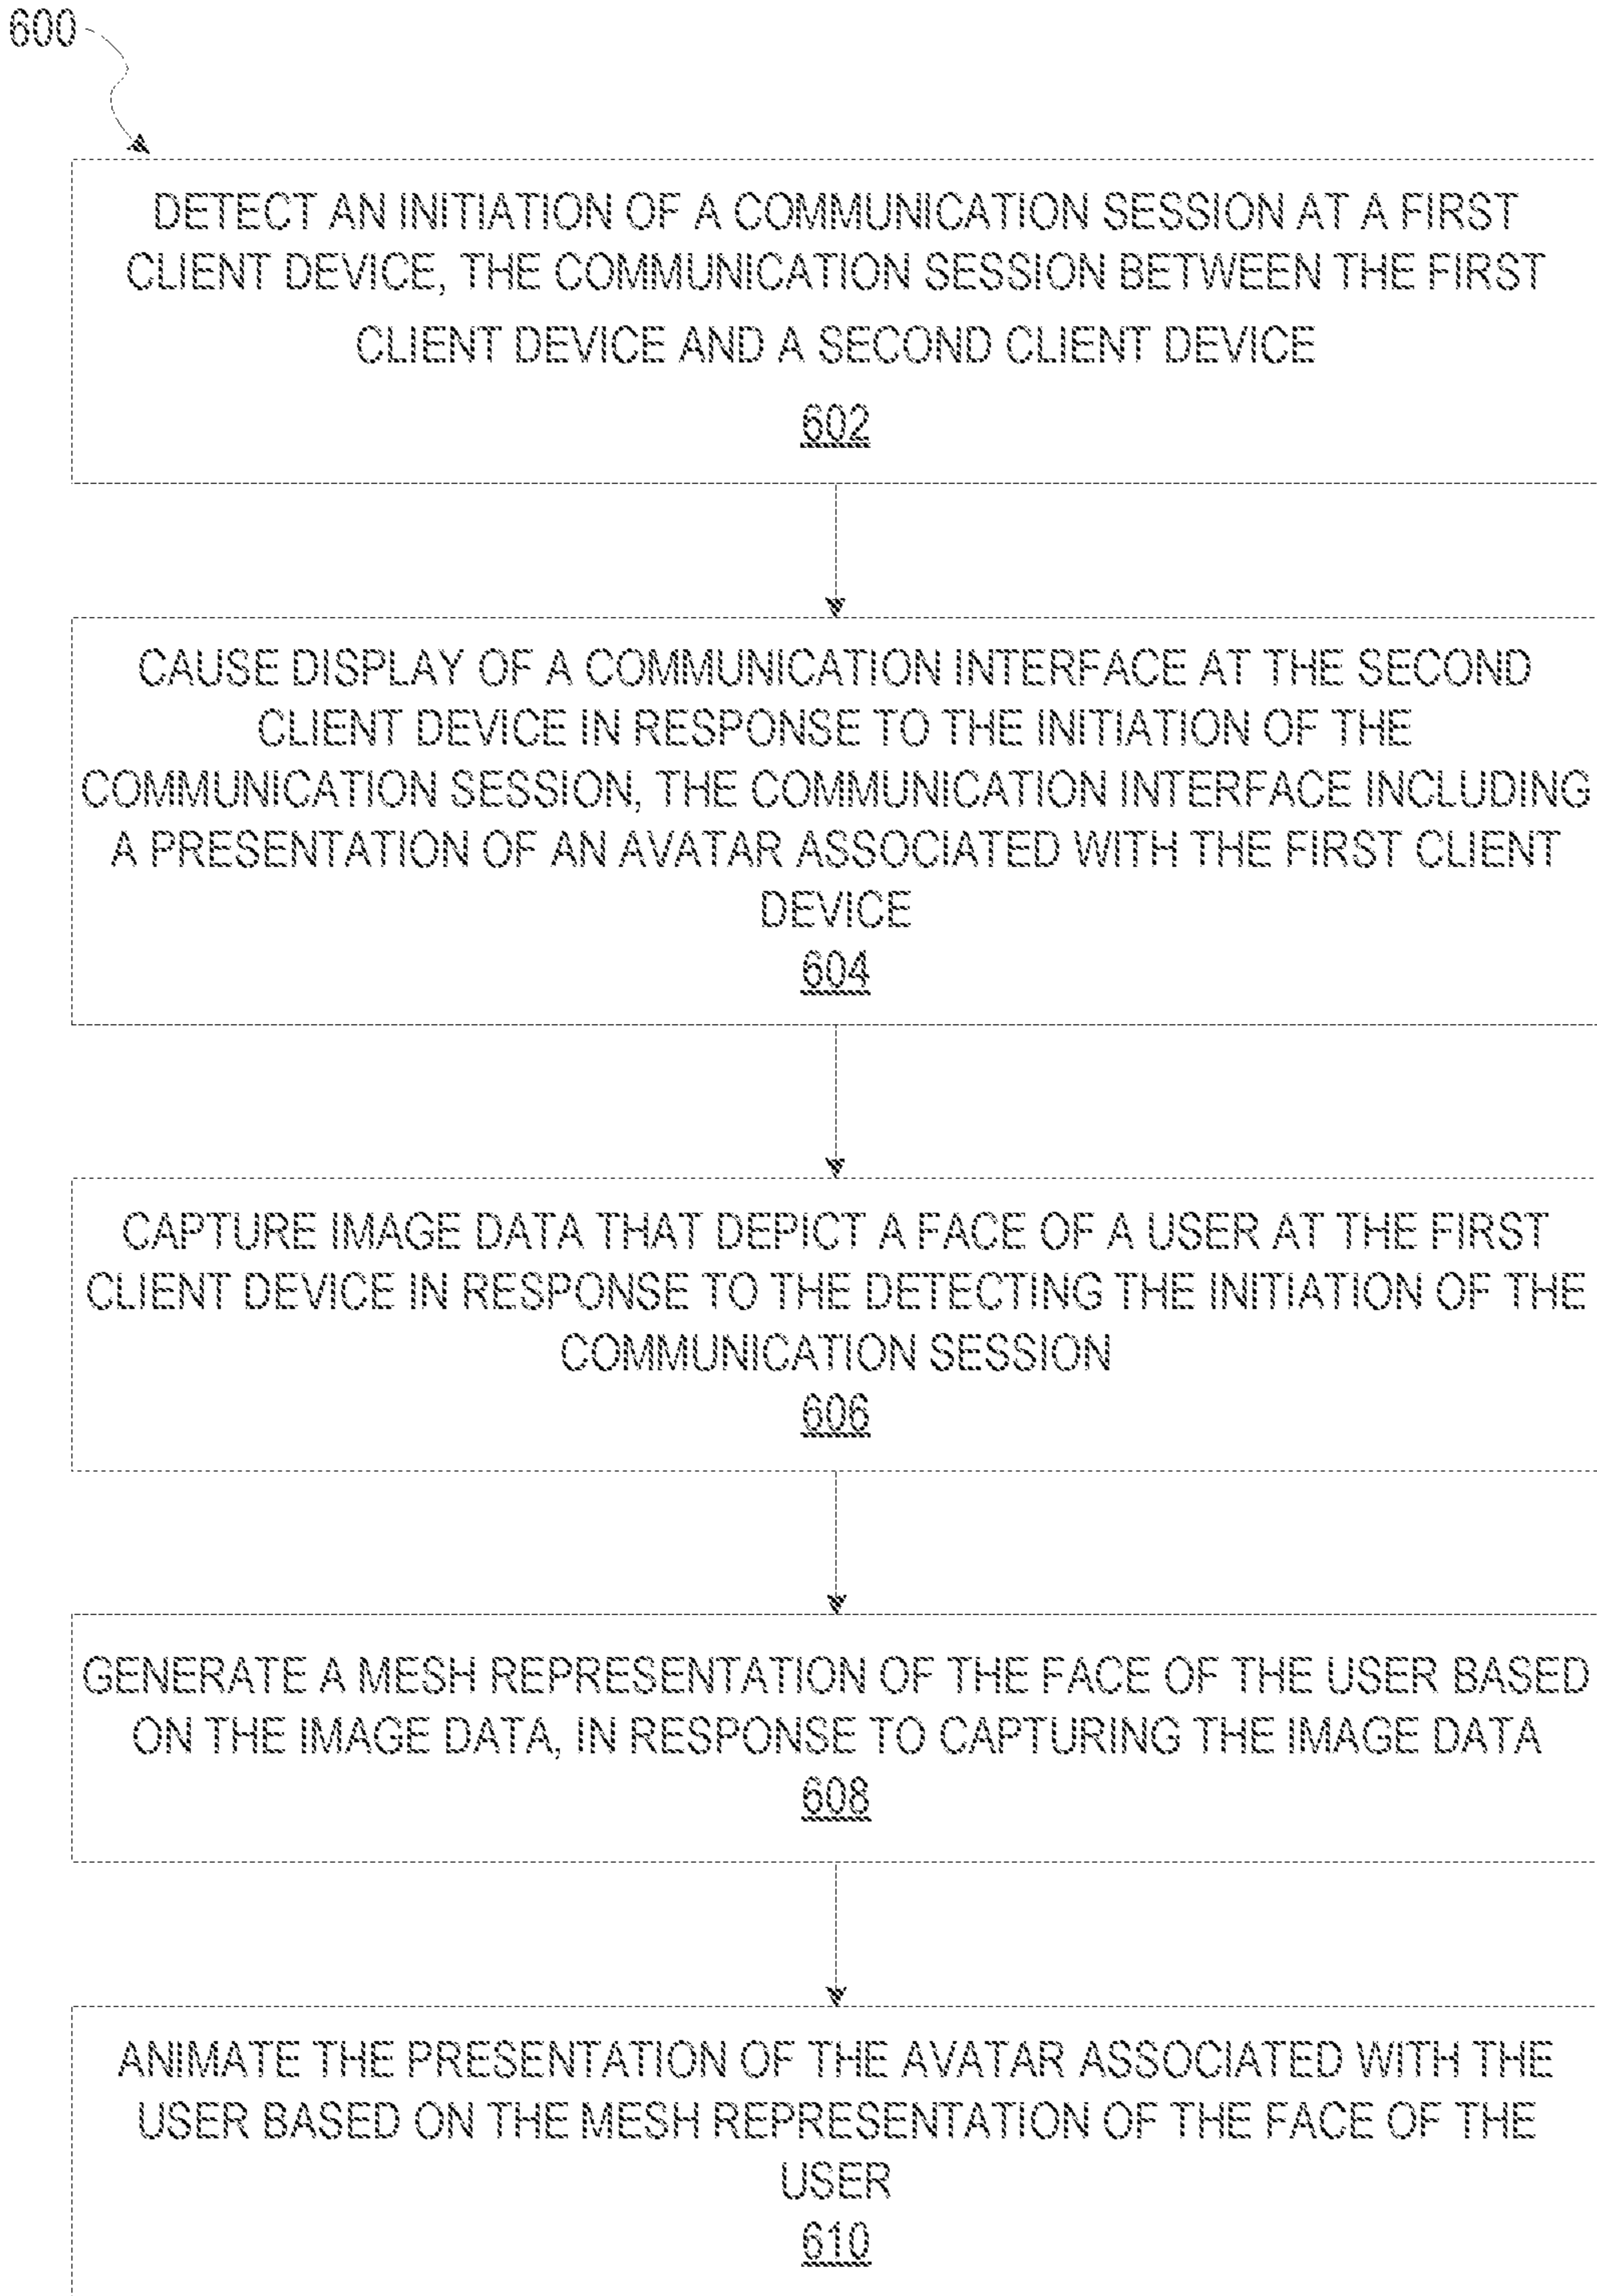 600
DETECT AN INITIATION OF A COMMUNICATION SESSION AT A FIRST
CLIENT DEVICE, THE COMMUNICATION SESSION BETWEEN THE FIRST
CLIENT DEVICE AND A SECOND CLIENT DEVICE
602
CAUSE DISPLAY OF A COMMUNICATION INTERFACE AT THE SECOND
CLIENT DEVICE IN RESPONSE TO THE INITIATION OF THE
COMMUNICATION SESSION, THE COMMUNICATION INTERFACE INCLUDING
A PRESENTATION OF AN AVATAR ASSOCIATED WITH THE FIRST CLIENT
DEVICE
604
CAPTURE IMAGE DATA THAT DEPICT A FACE OF A USER AT THE FIRST
CLIENT DEVICE IN RESPONSE TO THE DETECTING THE INITIATION OF THE
COMMUNICATION SESSION
606
GENERATE A MESH REPRESENTATION OF THE FACE OF THE USER BASED
ON THE IMAGE DATA, IN RESPONSE TO CAPTURING THE IMAGE DATA
608
ANIMATE THE PRESENTATION OF THE AVATAR ASSOCIATED WITH THE
USER BASED ON THE MESH REPRESENTATION OF THE FACE OF THE
USER
610